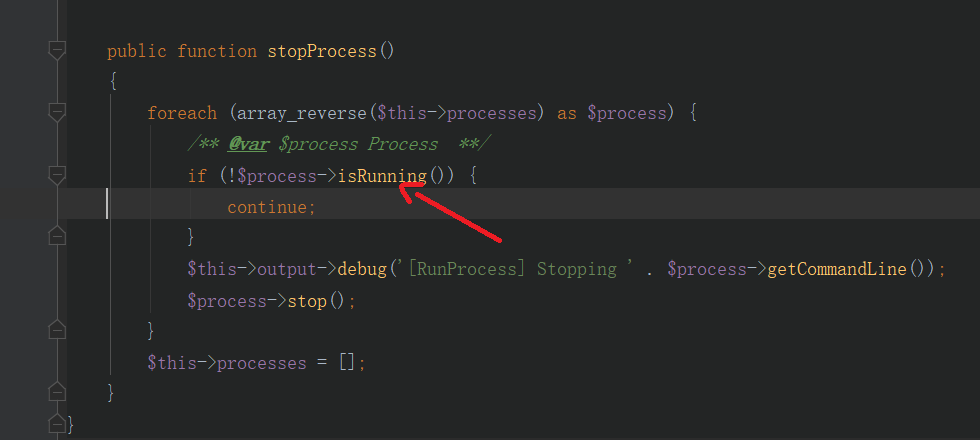 public function stopProcess()
{
foreach (array_reverse($this->processes) as $process) {
/** @var $process Process  **/
if (!$process->isRunning()) {
continue;
}
$this->output->debug('[RunProcess] Stopping ' . $process->getCommandLine());
$process->stop();
}
$this->processes = [];
}
}